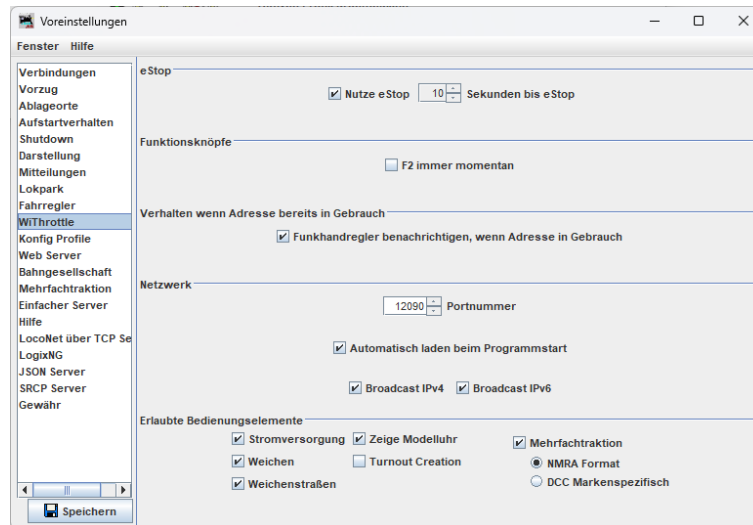 Voreinstellungen
Fenster Hilfe
Verbindungen
Vorzug
Ablageorte
Aufstartverhalten
Shutdown
Darstellung
Mitteilungen
Lokpark
Fahrregler
WiThrottle
Konfig Profile
Web Server
Bahngesellschaft
Mehrfachtraktion
Einfacher Server
Hilfe
LocoNet über TCP Se
LogixNG
JSON Server
SRCP Server
Gewähr
Speichern
eStop
Nutze eStop 10 Sekunden bis eStop
Funktionsknöpfe
F2 immer momentan
Verhalten wenn Adresse bereits in Gebrauch
Funkhandregler benachrichtigen, wenn Adresse in Gebrauch
Netzwerk
12090 Portnummer
Automatisch laden beim Programmstart
Broadcast IPv4 Broadcast IPv6
Erlaubte Bedienungselemente
Stromversorgung Zeige Modelluhr Mehrfachtraktion
Weichen Turnout Creation NMRA Format
Weichenstraßen DCC Markenspezifisch